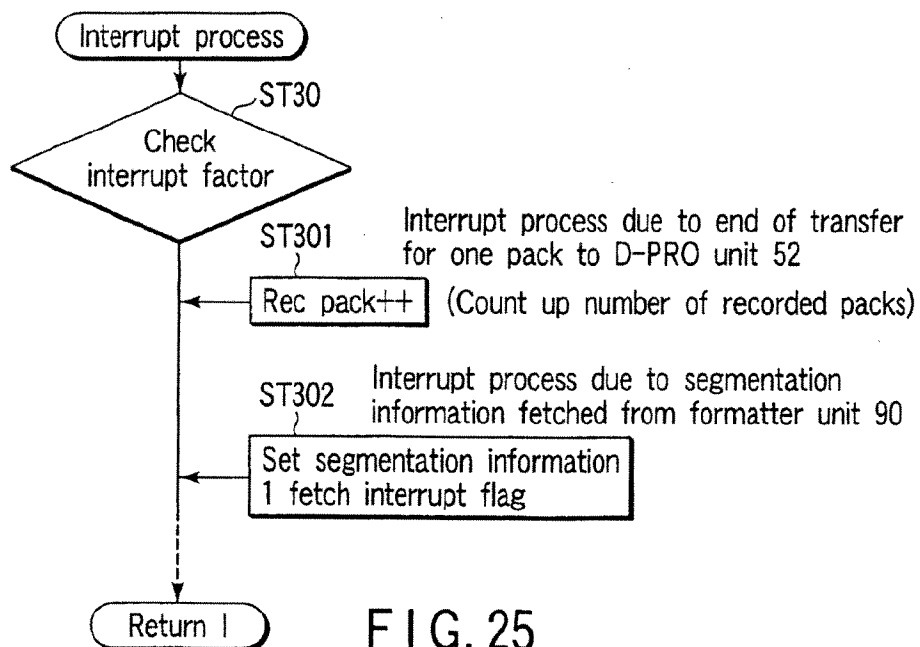 Interrupt process
ST30
Check
interrupt factor
Interrupt process due to end of transfer
for one pack to D-PRO unit 52
ST301
Rec pack++ (Count up number of recorded packs)
Interrupt process due to segmentation
information fetched from formatter unit 90
ST302
Set segmentation information
1 fetch interrupt flag
Return I
FIG. 25